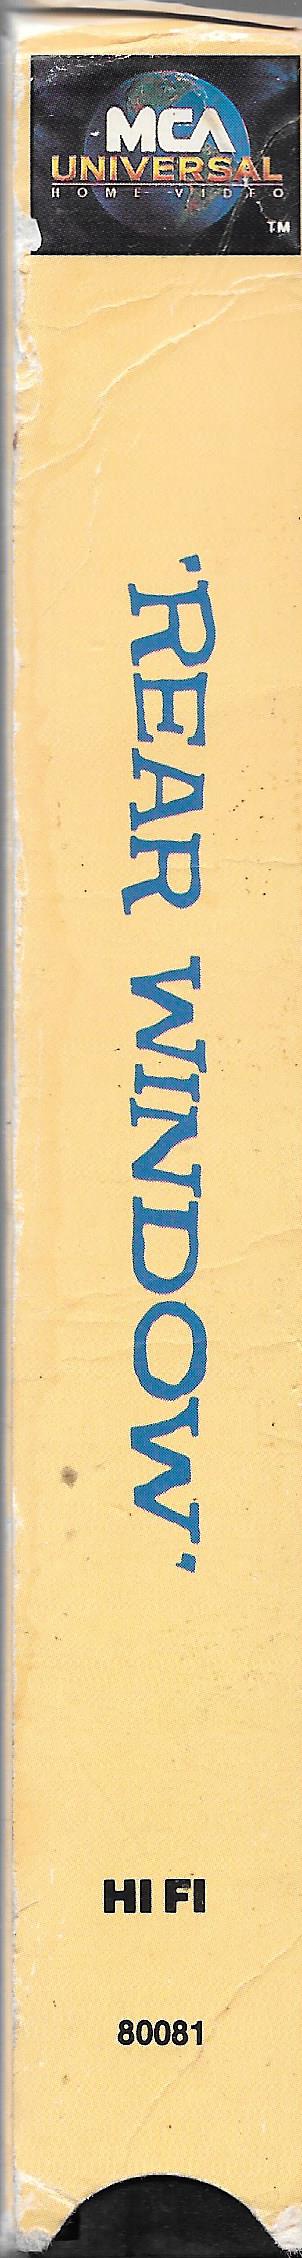 MCA
UNIVERSAL
HOME VIDEO
TM
'REAR WINDOW'
HI FI
80081